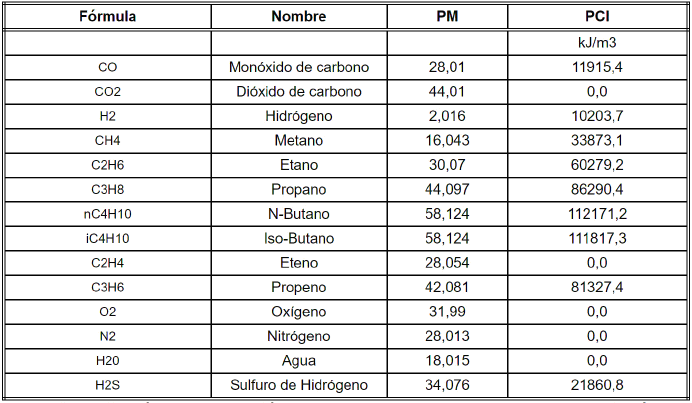 Fórmula Nombre PM PCI
kJ/m3
CO Monóxido de carbono 28,01 11915,4
CO2 Dióxido de carbono 44,01 0,0
H2 Hidrógeno 2,016 10203,7
CH4 Metano 16,043 33873,1
C2H6 Etano 30,07 60279,2
C3H8 Propano 44,097 86290,4
nC4H10 N-Butano 58,124 112171,2
iC4H10 Iso-Butano 58,124 111817,3
C2H4 Eteno 28,054 0,0
C3H6 Propeno 42,081 81327,4
O2 Oxígeno 31,99 0,0
N2 Nitrógeno 28,013 0,0
H20 Agua 18,015 0,0
H2S Sulfuro de Hidrógeno 34,076 21860,8